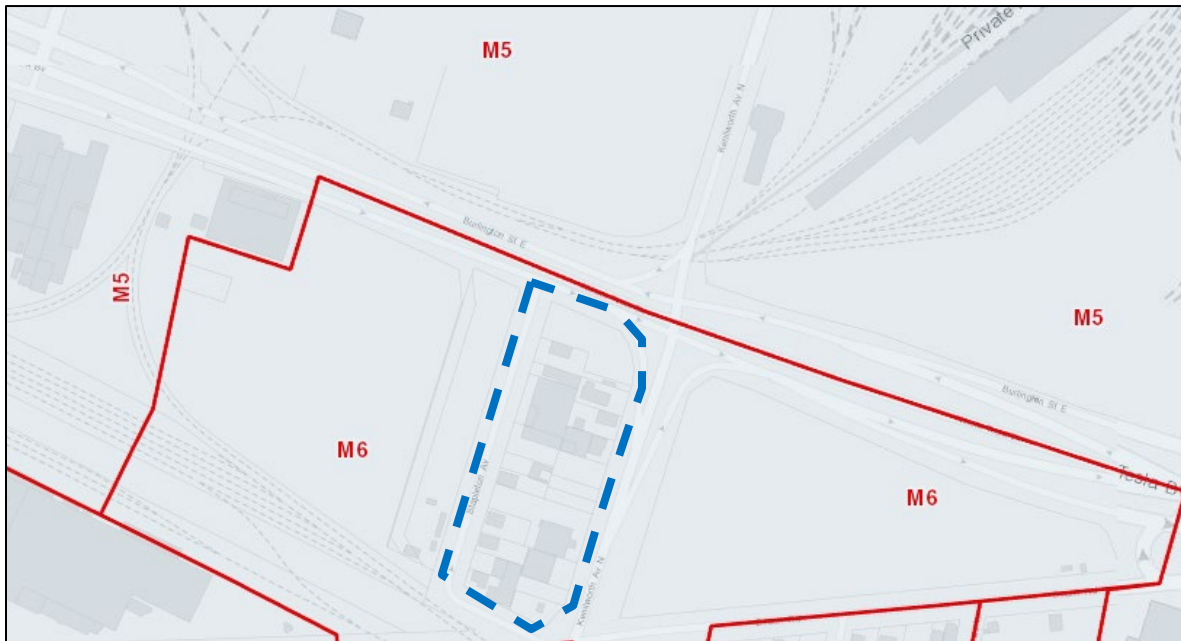 M5
Private
Kenilworth Av N
Burlington St E
M5
M5
Burlington St E
M6
Stapleton Av
M6
Tesla B
Kenilworth Av N